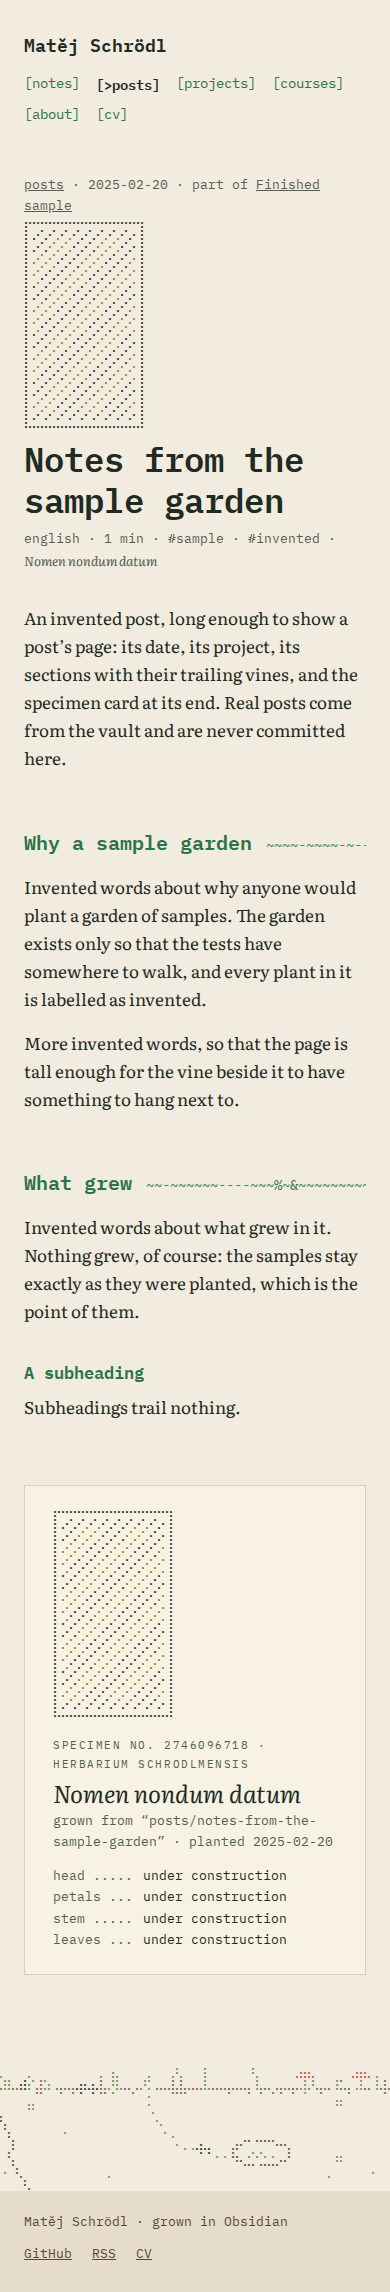 Matěj Schrödl
[notes] [>posts] [projects] [courses]
[about] [cv]
posts · 2025-02-20 · part of Finished
sample
Notes from the
sample garden
english · 1 min · #sample · #invented ·
Nomen nondum datum
An invented post, long enough to show a
post’s page: its date, its project, its
sections with their trailing vines, and the
specimen card at its end. Real posts come
from the vault and are never committed
here.
Why a sample garden
Invented words about why anyone would
plant a garden of samples. The garden
exists only so that the tests have
somewhere to walk, and every plant in it
is labelled as invented.
More invented words, so that the page is
tall enough for the vine beside it to have
something to hang next to.
What grew
Invented words about what grew in it.
Nothing grew, of course: the samples stay
exactly as they were planted, which is the
point of them.
A subheading
Subheadings trail nothing.
SPECIMEN NO. 2746096718 ·
HERBARIUM SCHRODLMENSIS
Nomen nondum datum
grown from “posts/notes-from-the-
sample-garden” · planted 2025-02-20
head ..... under construction
petals ... under construction
stem ..... under construction
leaves ... under construction
Matěj Schrödl · grown in Obsidian
GitHub RSS CV